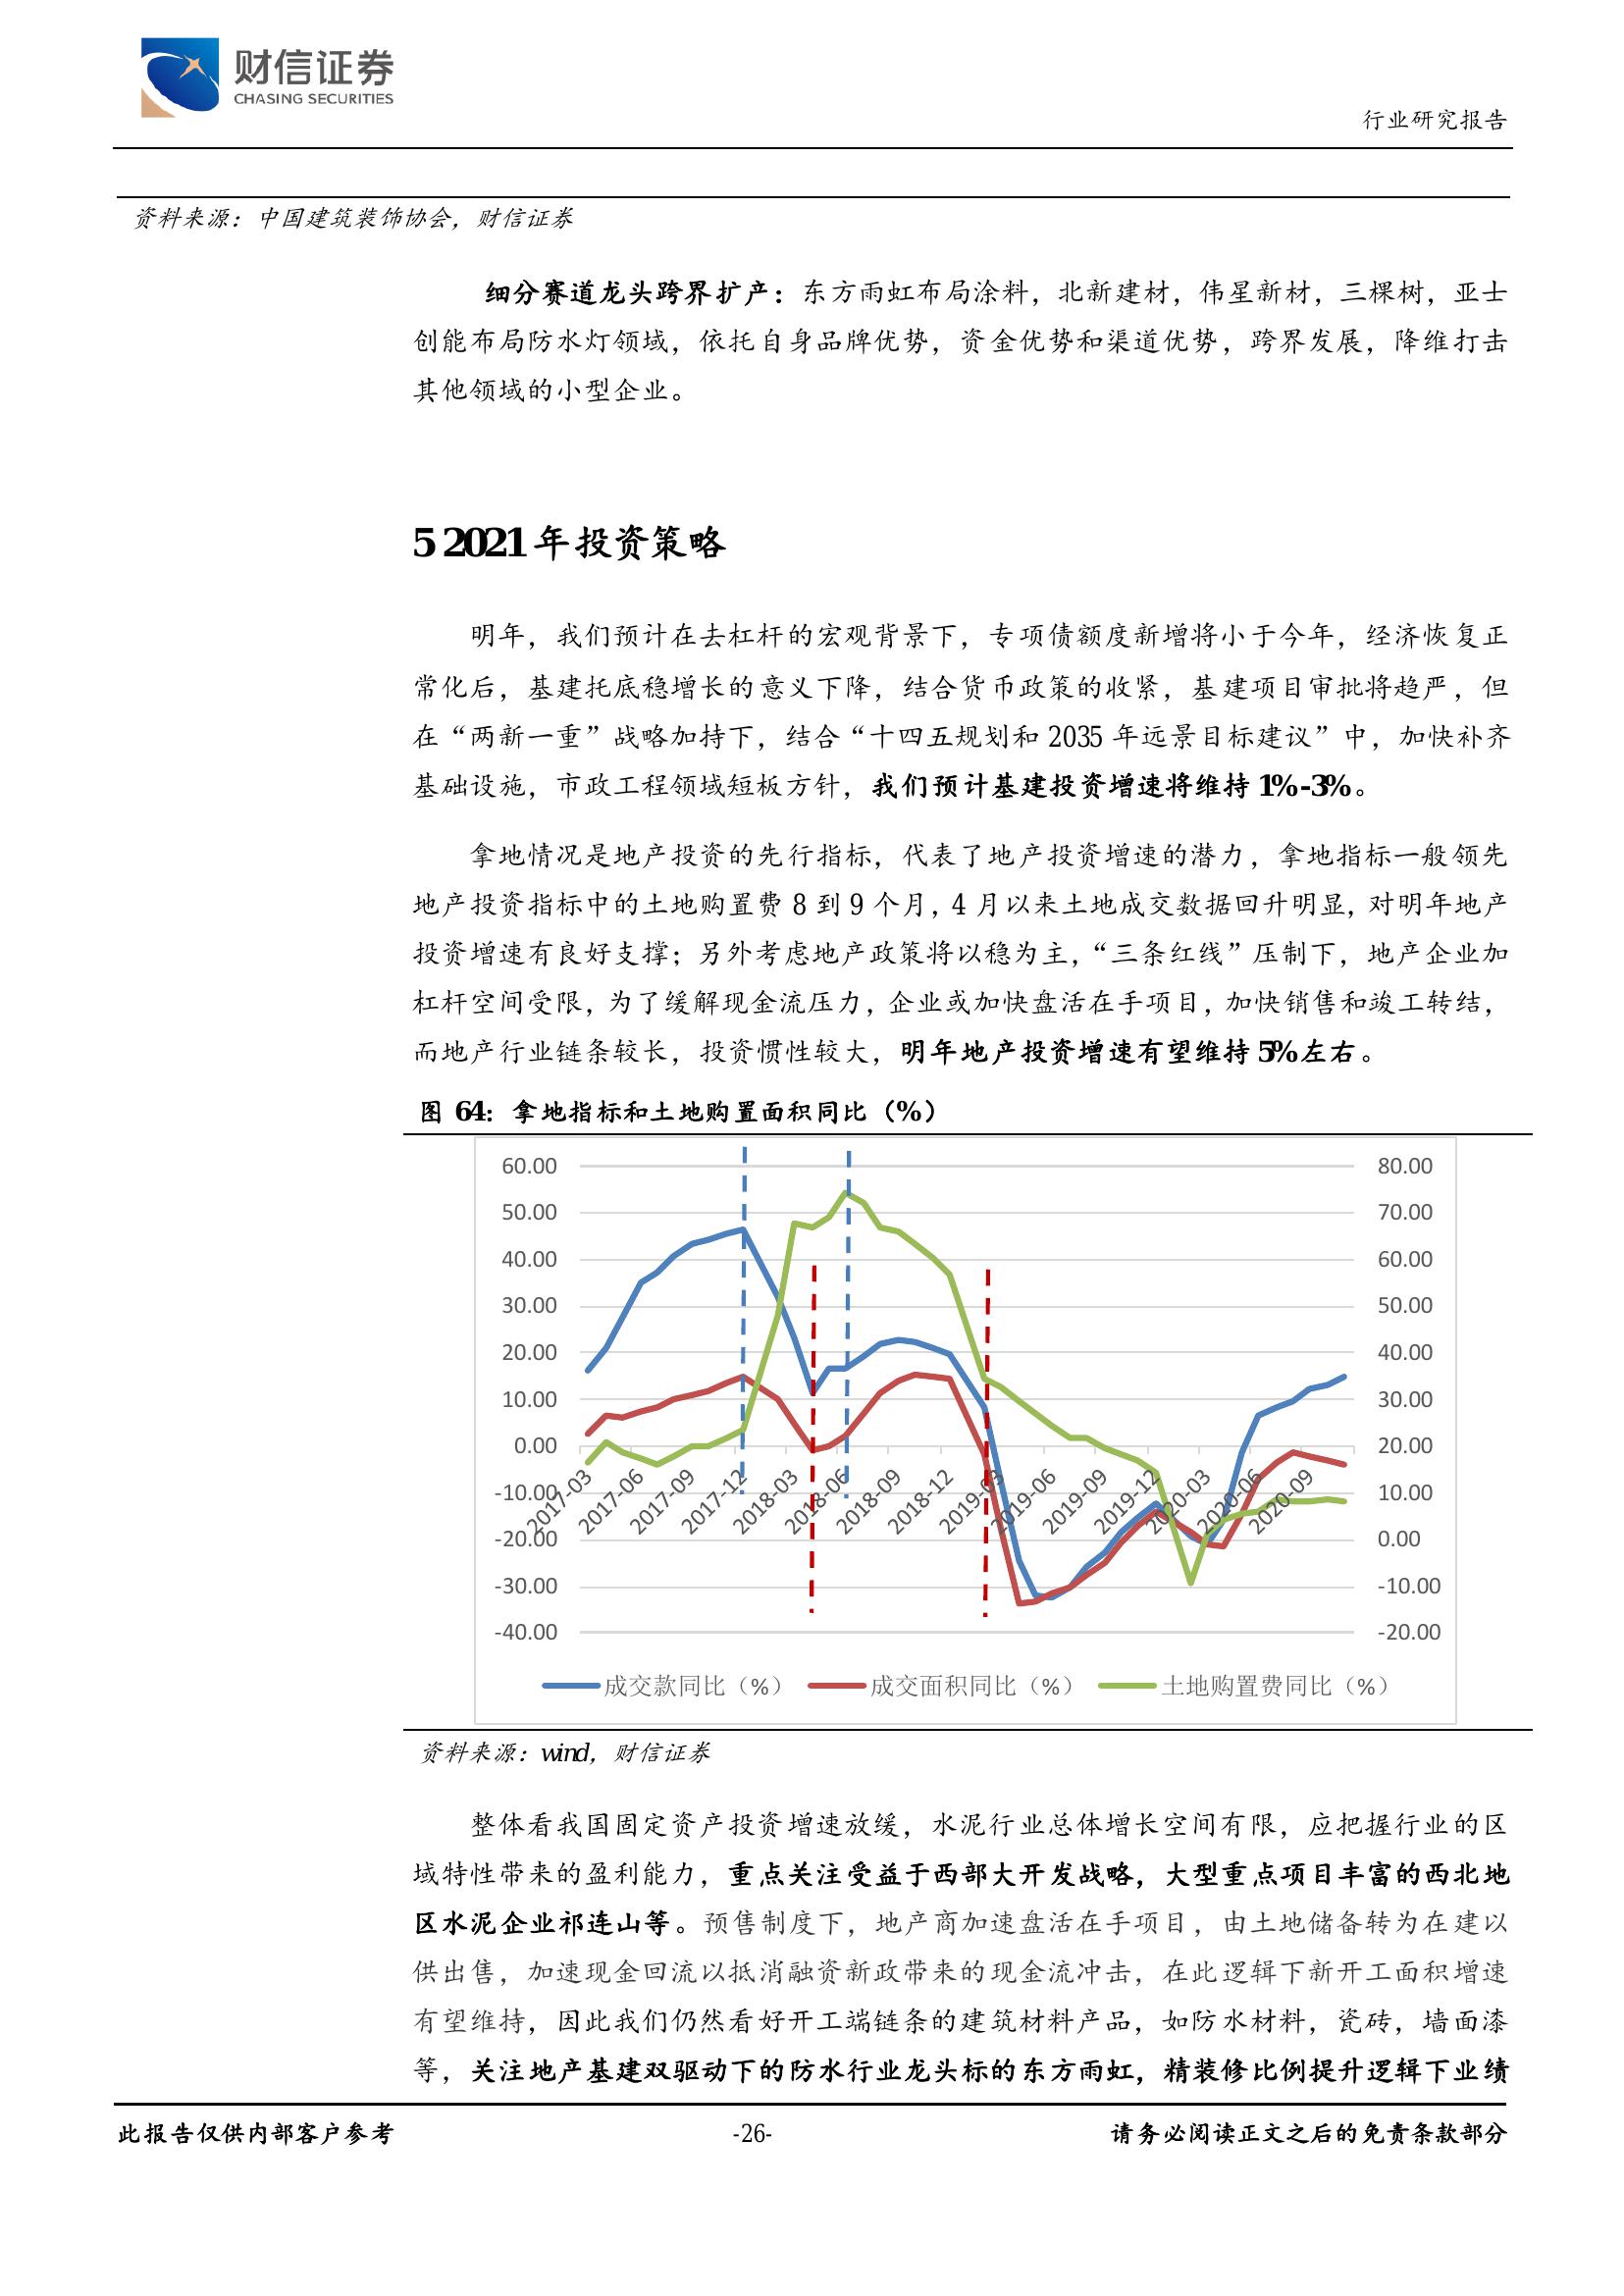 财信证券
CHASING SECURITIES
行业研究报告
资料来源：中国建筑装饰协会，财信证券
细分赛道龙头跨界扩产：东方雨虹布局涂料，北新建材，伟星新材，三棵树，亚士
创能布局防水灯领域，依托自身品牌优势，资金优势和渠道优势，跨界发展，降维打击
其他领域的小型企业。
5 2021 年投资策略
明年，我们预计在去杠杆的宏观背景下，专项债额度新增将小于今年，经济恢复正
常化后，基建托底稳增长的意义下降，结合货币政策的收紧，基建项目审批将趋严，但
在“两新一重”战略加持下，结合“十四五规划和 2035 年远景目标建议”中，加快补齐
基础设施，市政工程领域短板方针，我们预计基建投资增速将维持 1%-3%。
拿地情况是地产投资的先行指标，代表了地产投资增速的潜力，拿地指标一般领先
地产投资指标中的土地购置费 8 到 9 个月，4 月以来土地成交数据回升明显，对明年地产
投资增速有良好支撑；另外考虑地产政策将以稳为主，“三条红线”压制下，地产企业加
杠杆空间受限，为了缓解现金流压力，企业或加快盘活在手项目，加快销售和竣工转结，
而地产行业链条较长，投资惯性较大，明年地产投资增速有望维持 5%左右。
图 64：拿地指标和土地购置面积同比（%）
60.00 80.00
50.00 70.00
40.00 60.00
30.00 50.00
20.00 40.00
10.00 30.00
0.00 20.00
-10.00 10.00
-20.00 0.00
-30.00 -10.00
-40.00 -20.00
2017-03 2017-06 2017-09 2017-12 2018-03 2018-06 2018-09 2018-12 2019-03 2019-06 2019-09 2019-12 2020-03 2020-06 2020-09
成交款同比（%） 成交面积同比（%） 土地购置费同比（%）
资料来源：wind，财信证券
整体看我国固定资产投资增速放缓，水泥行业总体增长空间有限，应把握行业的区
域特性带来的盈利能力，重点关注受益于西部大开发战略，大型重点项目丰富的西北地
区水泥企业祁连山等。预售制度下，地产商加速盘活在手项目，由土地储备转为在建以
供出售，加速现金回流以抵消融资新政带来的现金流冲击，在此逻辑下新开工面积增速
有望维持，因此我们仍然看好开工端链条的建筑材料产品，如防水材料，瓷砖，墙面漆
等，关注地产基建双驱动下的防水行业龙头标的东方雨虹，精装修比例提升逻辑下业绩
此报告仅供内部客户参考 -26- 请务必阅读正文之后的免责条款部分